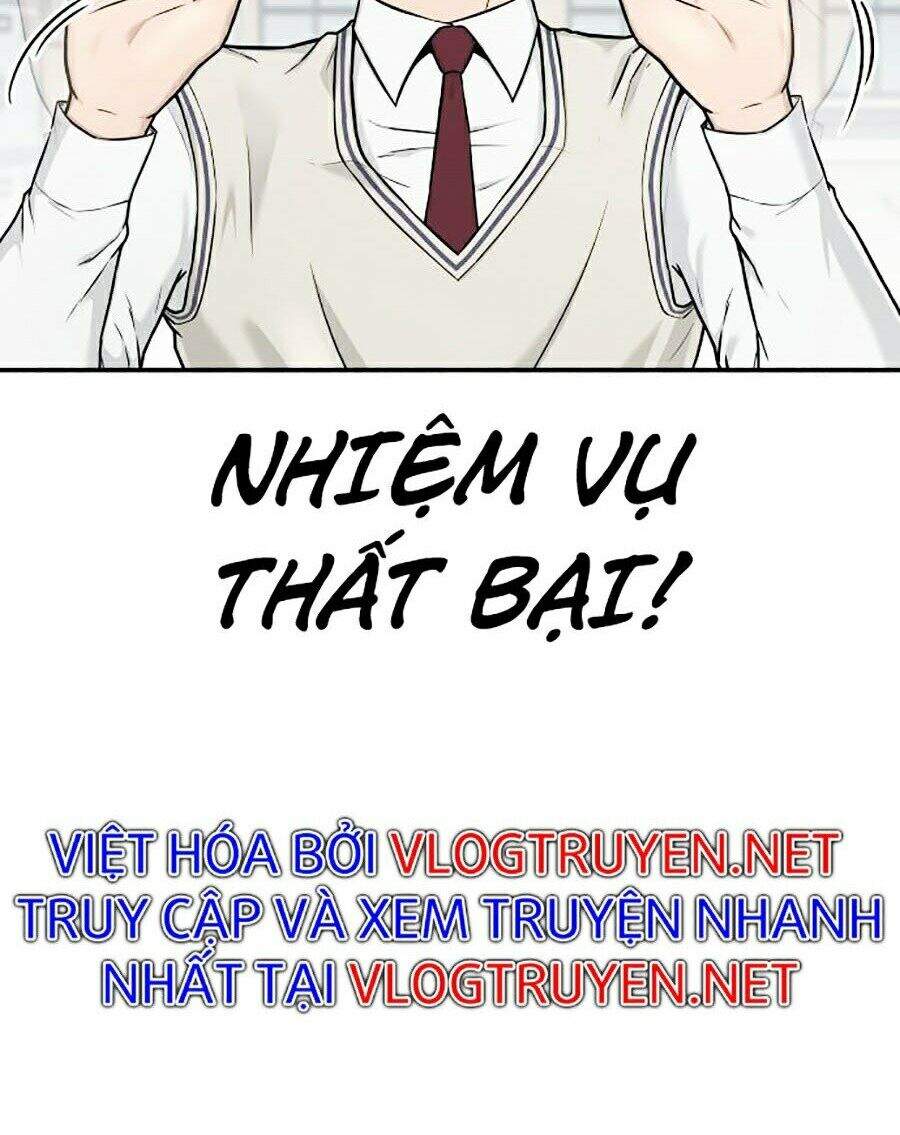 NHIỆM VỤ
THẤT BẠI!
VIỆT HÓA BỞI VLOGTRUYEN.NET
TRUY CẬP VÀ XEM TRUYỆN NHANH
NHẤT TẠI VLOGTRUYEN.NET